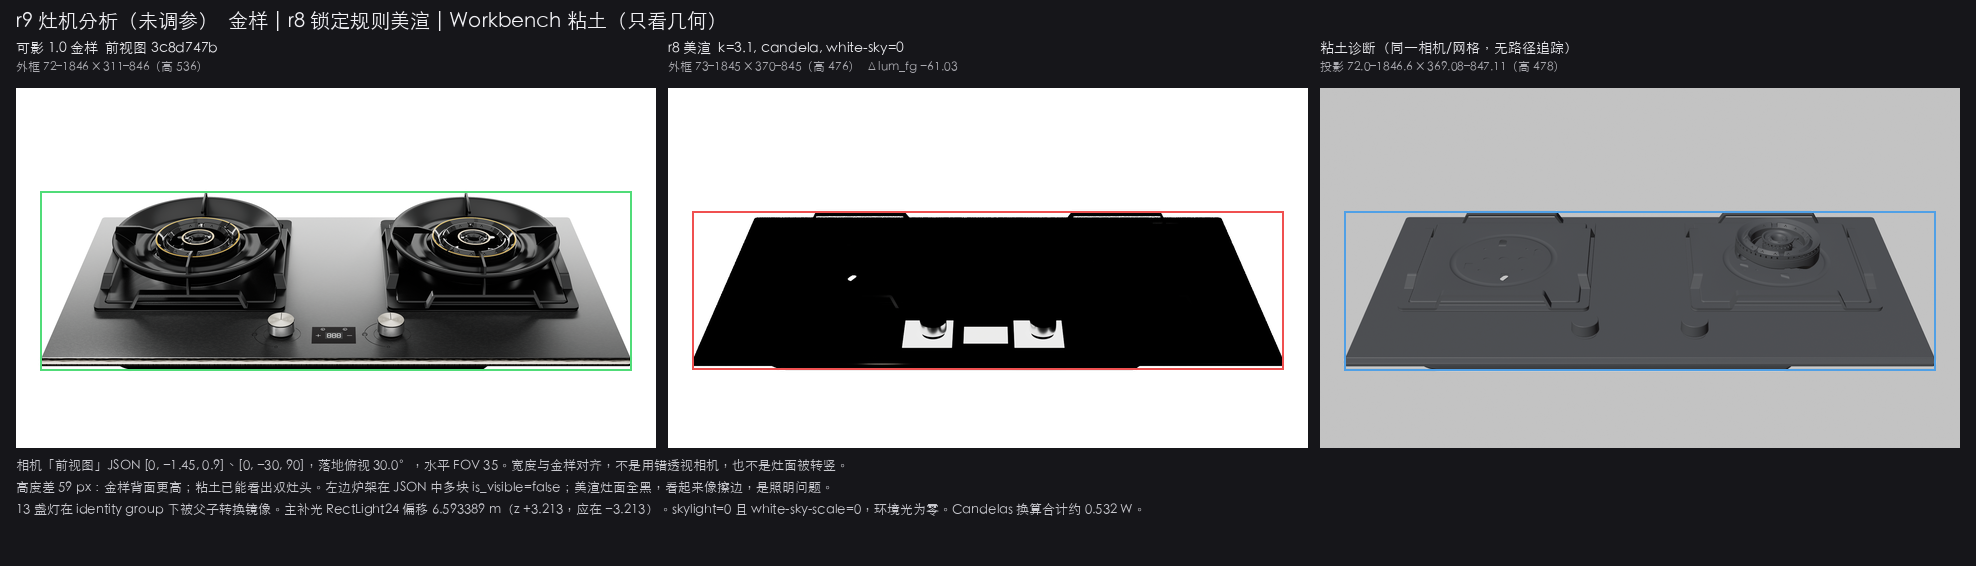 r9 灶机分析（未调参） 金样 | r8 锁定规则美渲 | Workbench 粘土（只看几何）
可影 1.0 金样 前视图 3c8d747b
外框 72–1846 × 311–846（高 536）
r8 美渲 k=3.1, candela, white-sky=0
外框 73–1845 × 370–845（高 476） Δlum_fg −61.03
粘土诊断（同一相机/网格，无路径追踪）
投影 72.0–1846.6 × 369.08–847.11（高 478）
888
相机「前视图」JSON [0, −1.45, 0.9]、[0, −30, 90]，落地俯视 30.0°，水平 FOV 35。宽度与金样对齐，不是用错透视相机，也不是灶面被转竖。
高度差 59 px：金样背面更高；粘土已能看出双灶头。左边炉架在 JSON 中多块 is_visible=false；美渲灶面全黑，看起来像擦边，是照明问题。
13 盏灯在 identity group 下被父子转换镜像。主补光 RectLight24 偏移 6.593389 m（z +3.213，应在 −3.213）。skylight=0 且 white-sky-scale=0，环境光为零。Candelas 换算合计约 0.532 W。